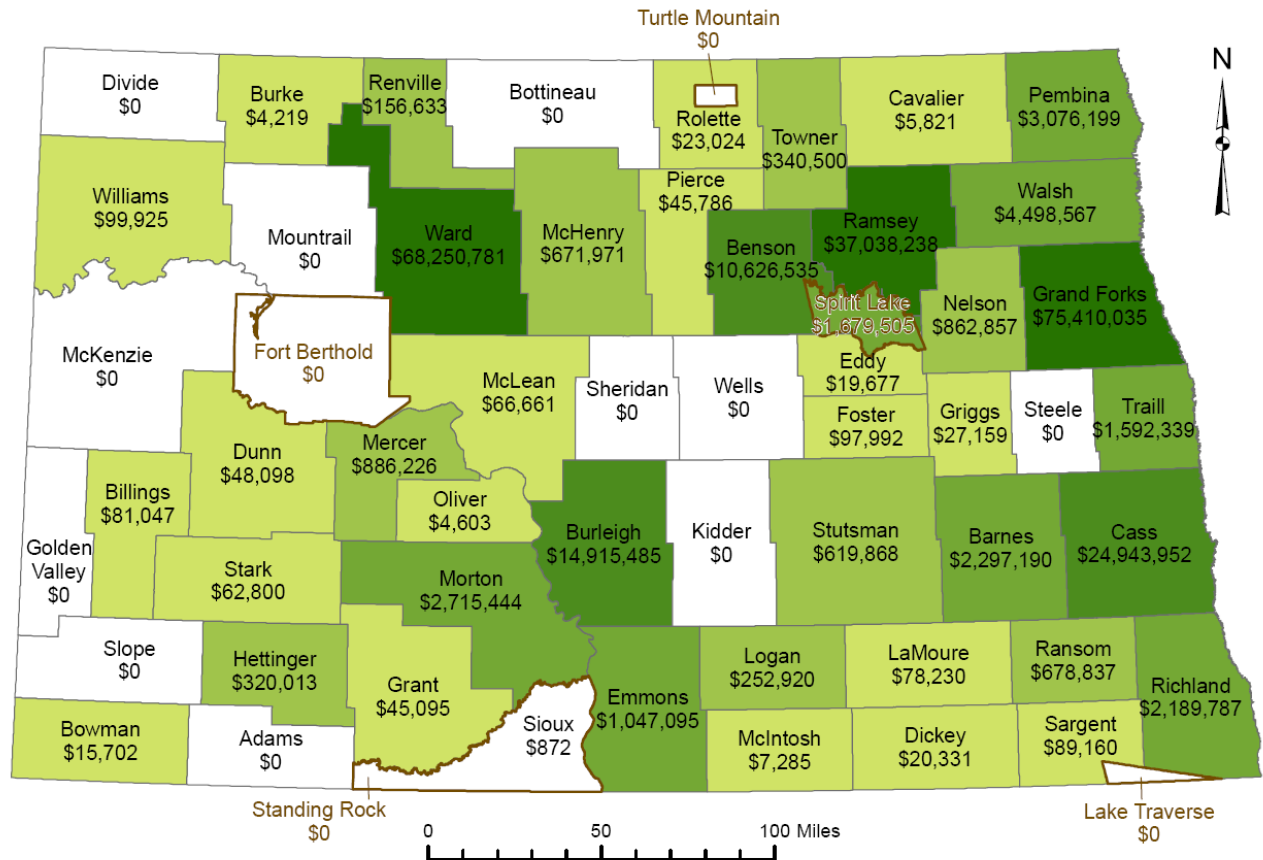 Turtle Mountain
$0
N
Divide
$0
Burke
$4,219
Renville
$156,633
Bottineau
$0
Rolette
$23,024
Towner
$340,500
Cavalier
$5,821
Pembina
$3,076,199
Williams
$99,925
Mountrail
$0
Ward
$68,250,781
McHenry
$671,971
Pierce
$45,786
Benson
$10,626,535
Ramsey
$37,038,238
Walsh
$4,498,567
Spirit Lake
$1,679,505
Nelson
$862,857
Grand Forks
$75,410,035
McKenzie
$0
Fort Berthold
$0
McLean
$66,661
Sheridan
$0
Wells
$0
Eddy
$19,677
Foster
$97,992
Griggs
$27,159
Steele
$0
Traill
$1,592,339
Dunn
$48,098
Mercer
$886,226
Billings
$81,047
Oliver
$4,603
Golden
Valley
$0
Stark
$62,800
Morton
$2,715,444
Burleigh
$14,915,485
Kidder
$0
Stutsman
$619,868
Barnes
$2,297,190
Cass
$24,943,952
Slope
$0
Hettinger
$320,013
Grant
$45,095
Sioux
$872
Emmons
$1,047,095
Logan
$252,920
LaMoure
$78,230
Ransom
$678,837
Richland
$2,189,787
Bowman
$15,702
Adams
$0
McIntosh
$7,285
Dickey
$20,331
Sargent
$89,160
Standing Rock
$0
Lake Traverse
$0
0 50 100 Miles